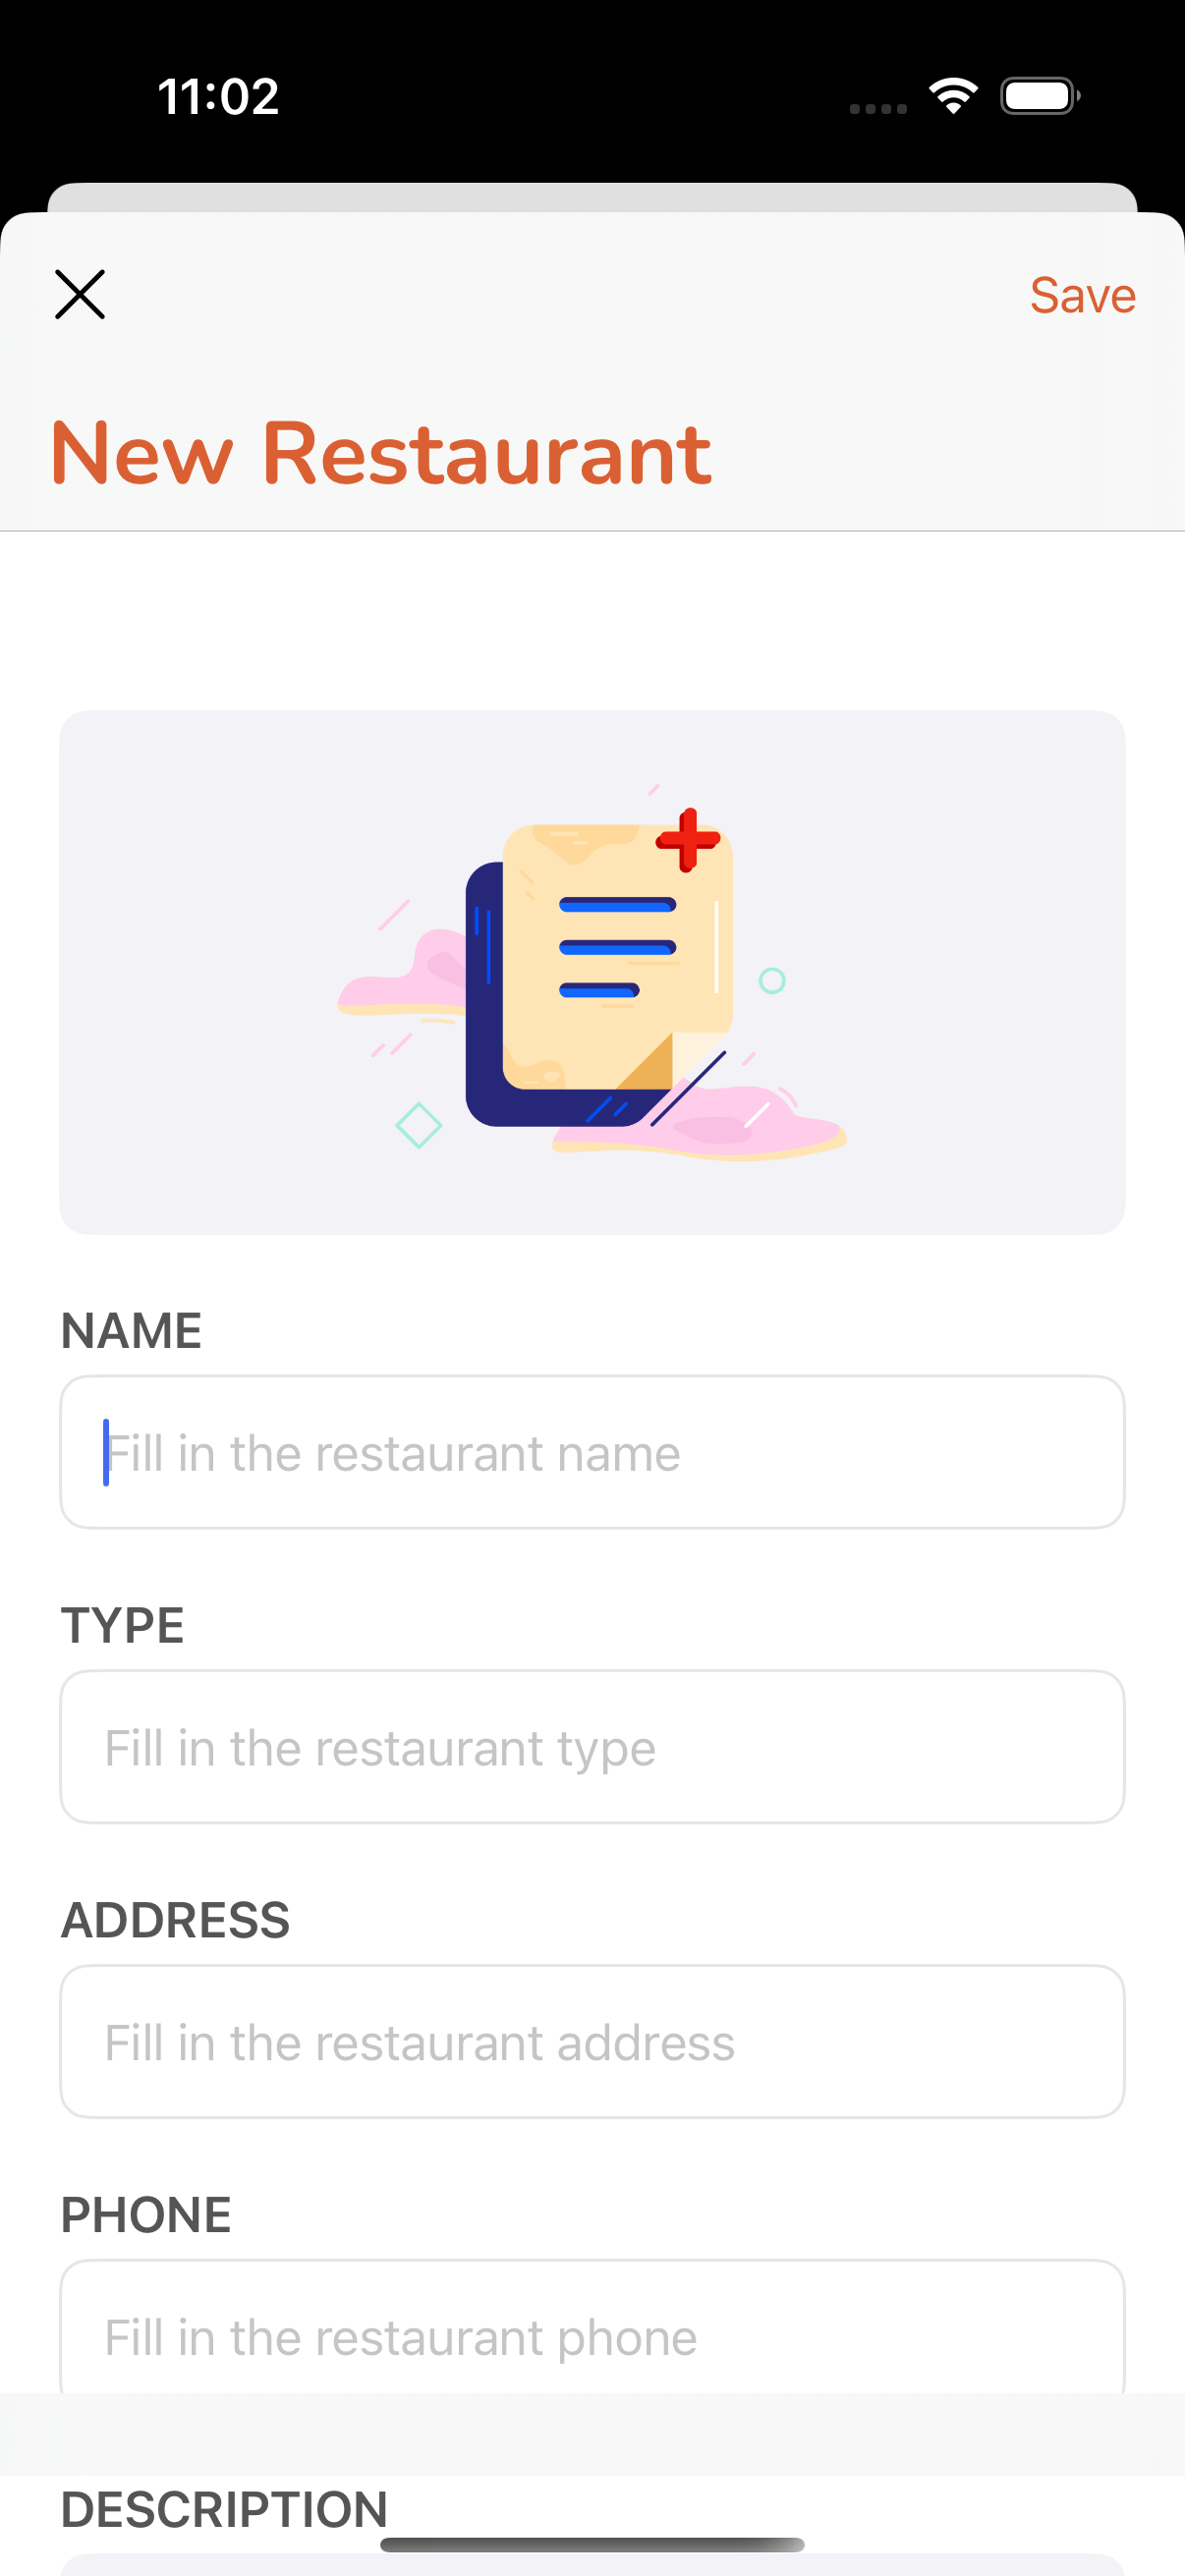 11:02
Save
New Restaurant
NAME
Fill in the restaurant name
TYPE
Fill in the restaurant type
ADDRESS
Fill in the restaurant address
PHONE
Fill in the restaurant phone
DESCRIPTION